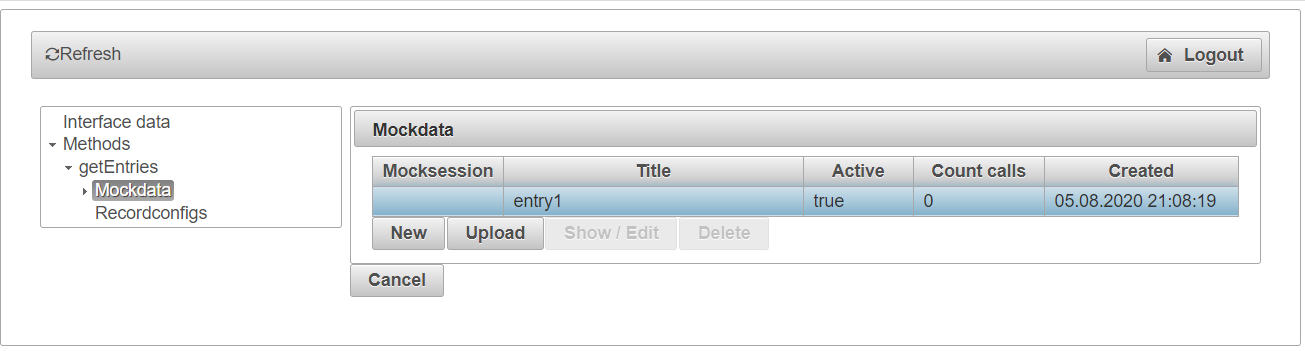 Refresh
Logout
Interface data
Methods
getEntries
Mockdata
Recordconfigs
Mockdata
Mocksession Title Active Count calls Created
entry1 true 0 05.08.2020 21:08:19
New Upload Show / Edit Delete
Cancel